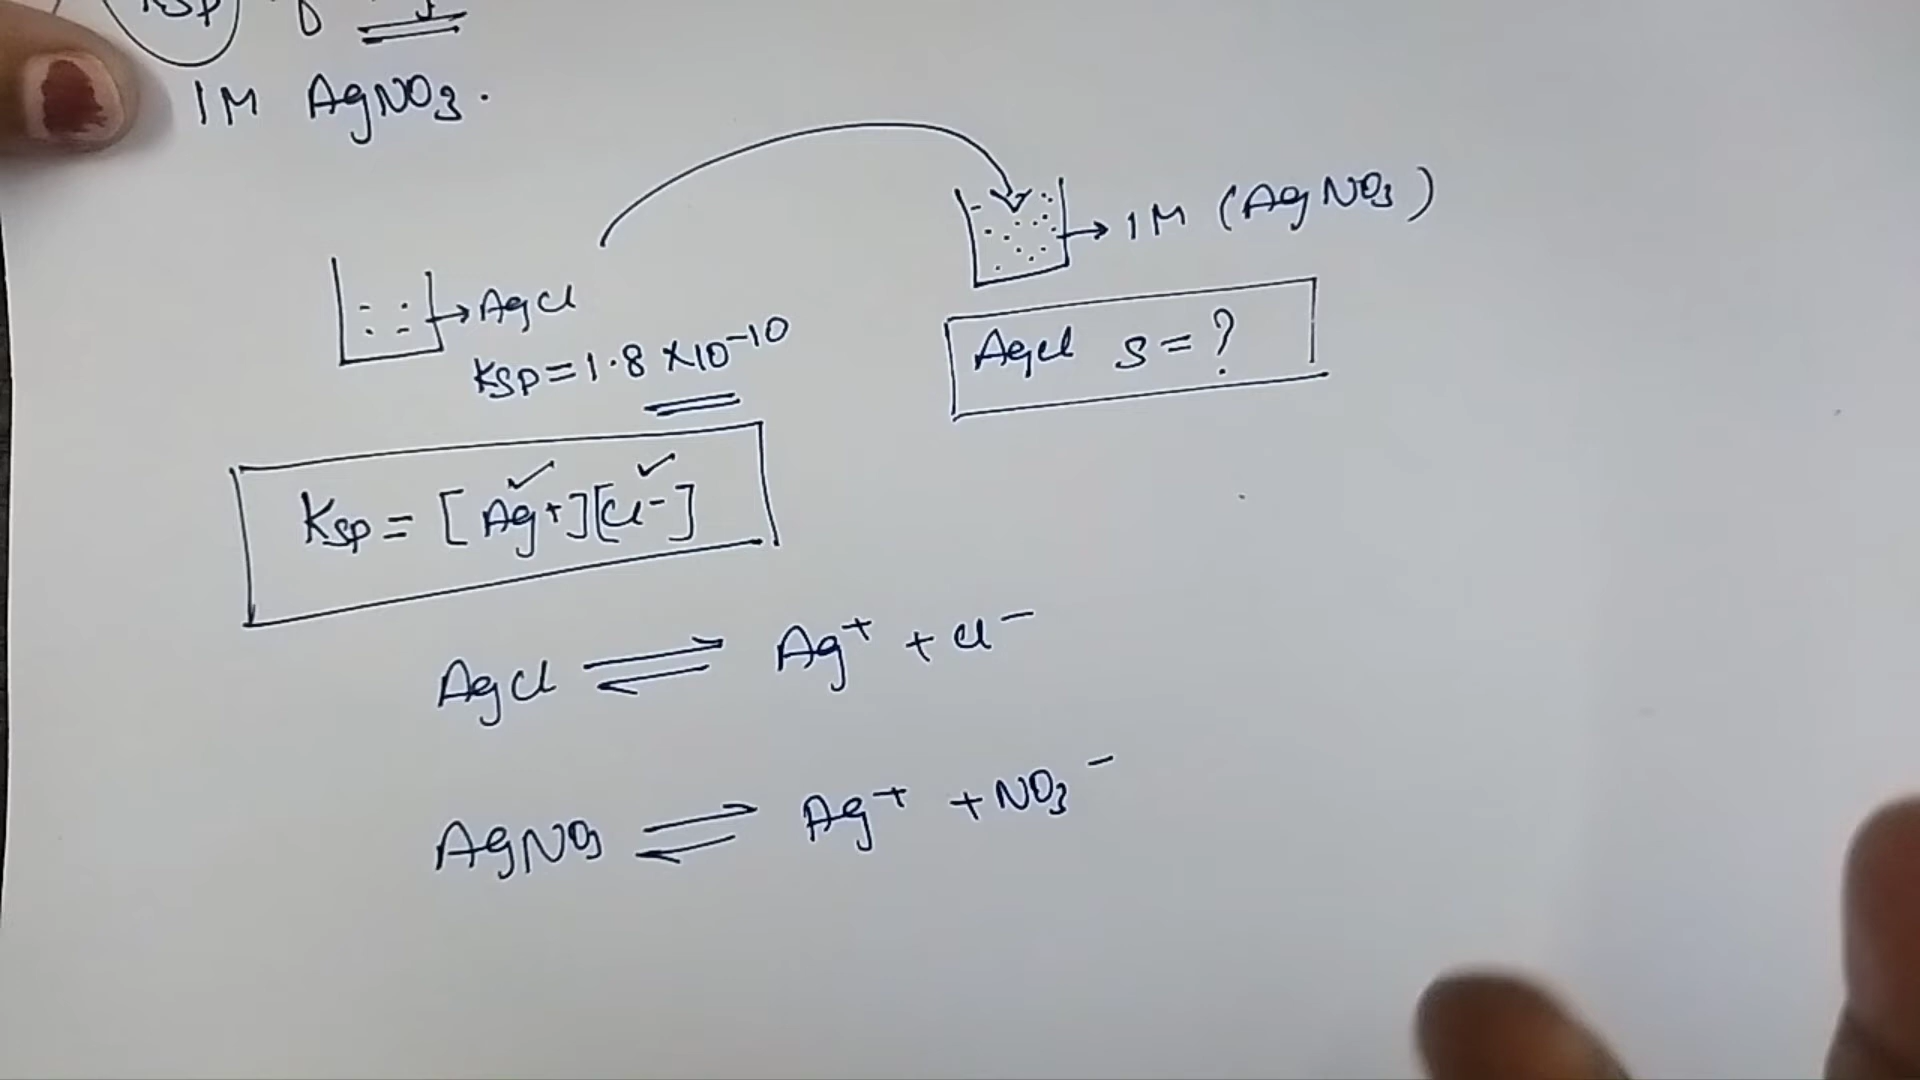 Ksp
1M AgNO3.
1M (AgNO3)
AgCl
Ksp = 1.8 × 10^-10
AgCl S = ?
Ksp = [Ag+][Cl-]
AgCl ⇌ Ag+ + Cl-
AgNO3 ⇌ Ag+ + NO3-